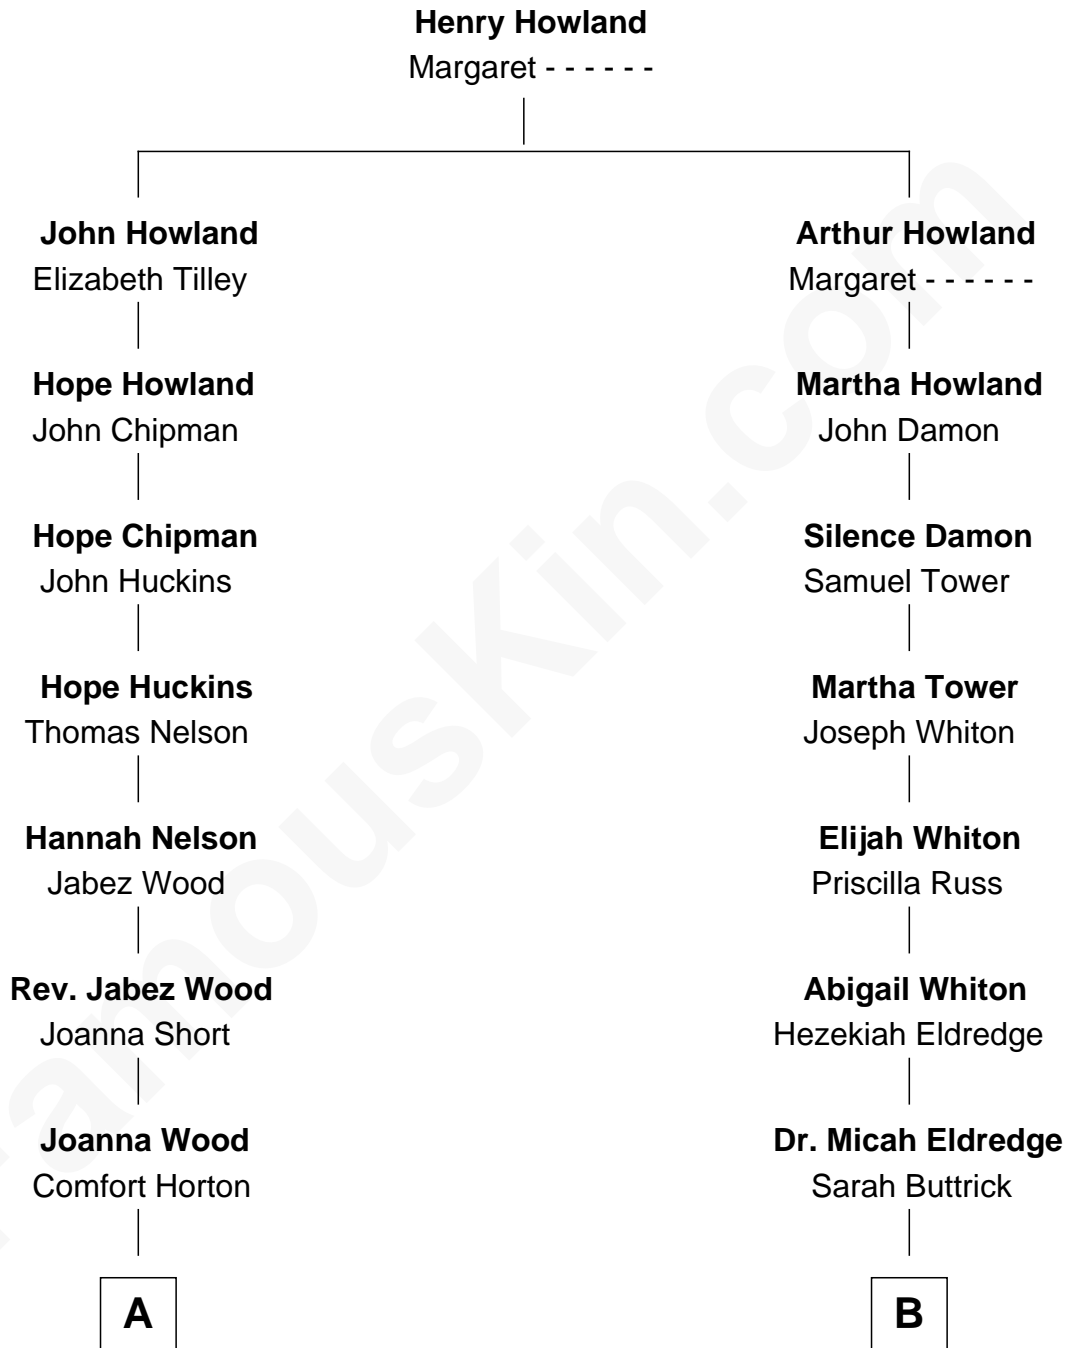 Henry Howland
Margaret - - - - - -
John Howland
Elizabeth Tilley
Hope Howland
John Chipman
Hope Chipman
John Huckins
Hope Huckins
Thomas Nelson
Hannah Nelson
Jabez Wood
Rev. Jabez Wood
Joanna Short
Joanna Wood
Comfort Horton
A
Arthur Howland
Margaret - - - - - -
Martha Howland
John Damon
Silence Damon
Samuel Tower
Martha Tower
Joseph Whiton
Elijah Whiton
Priscilla Russ
Abigail Whiton
Hezekiah Eldredge
Dr. Micah Eldredge
Sarah Buttrick
B
FamousKin.com